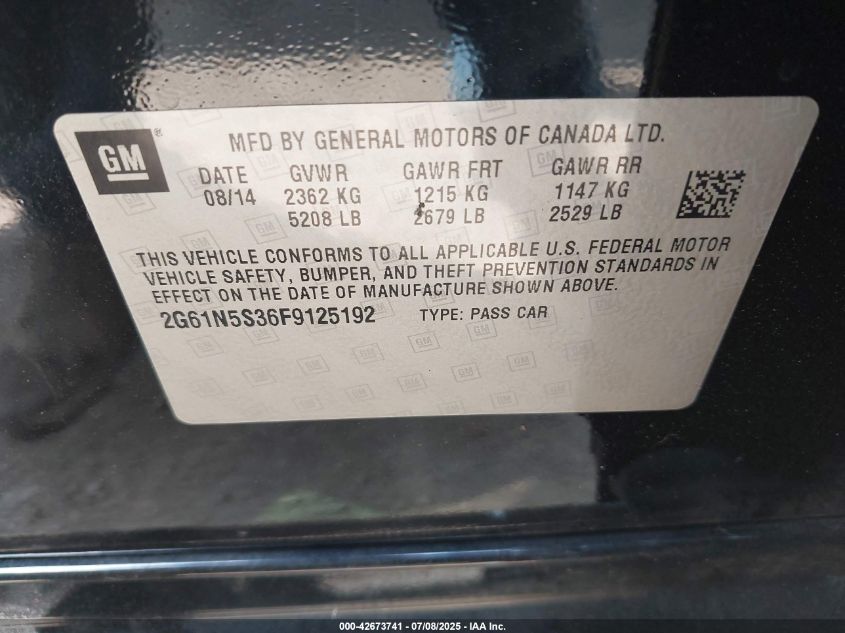 GM
MFD BY GENERAL MOTORS OF CANADA LTD.
DATE GVWR GAWR FRT GAWR RR
08/14 2362 KG 1215 KG 1147 KG
5208 LB 2679 LB 2529 LB
THIS VEHICLE CONFORMS TO ALL APPLICABLE U.S. FEDERAL MOTOR
VEHICLE SAFETY, BUMPER, AND THEFT PREVENTION STANDARDS IN
EFFECT ON THE DATE OF MANUFACTURE SHOWN ABOVE.
2G61N5S36F9125192 TYPE: PASS CAR
000-42673741 - 07/08/2025 - IAA Inc.